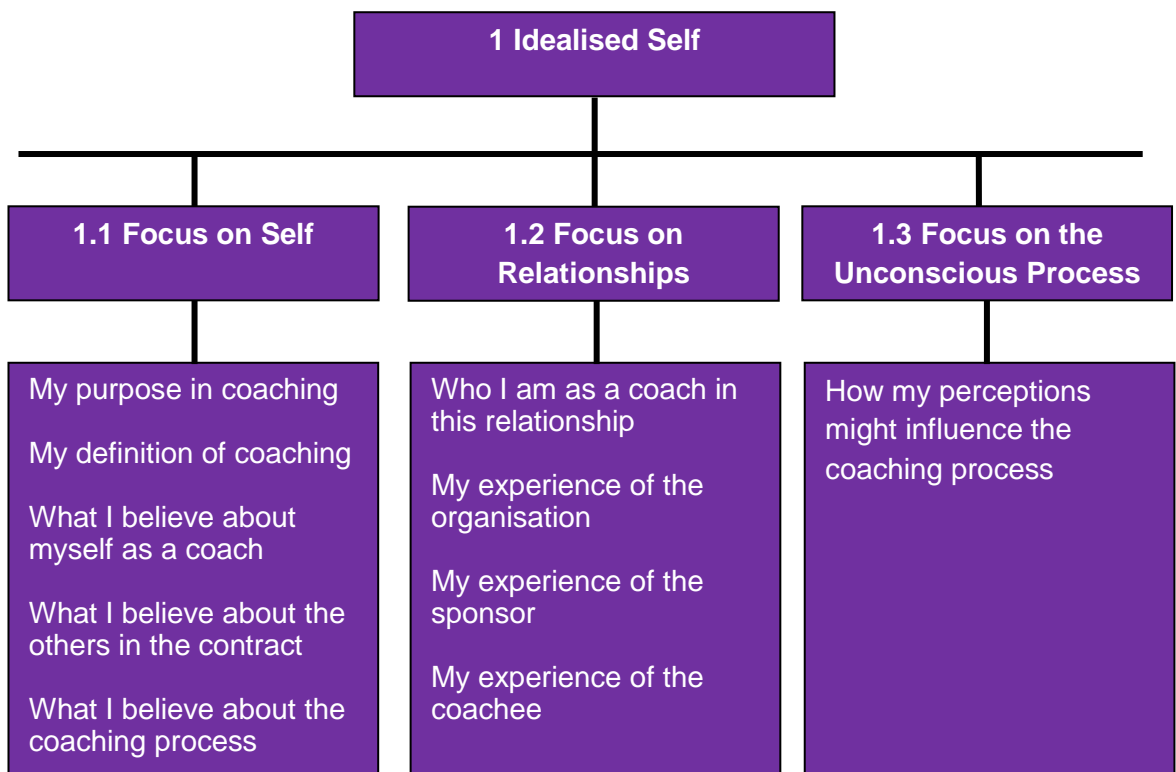 1 Idealised Self
1.1 Focus on Self
1.2 Focus on
Relationships
1.3 Focus on the
Unconscious Process
My purpose in coaching
My definition of coaching
What I believe about
myself as a coach
What I believe about the
others in the contract
What I believe about the
coaching process
Who I am as a coach in
this relationship
My experience of the
organisation
My experience of the
sponsor
My experience of the
coachee
How my perceptions
might influence the
coaching process